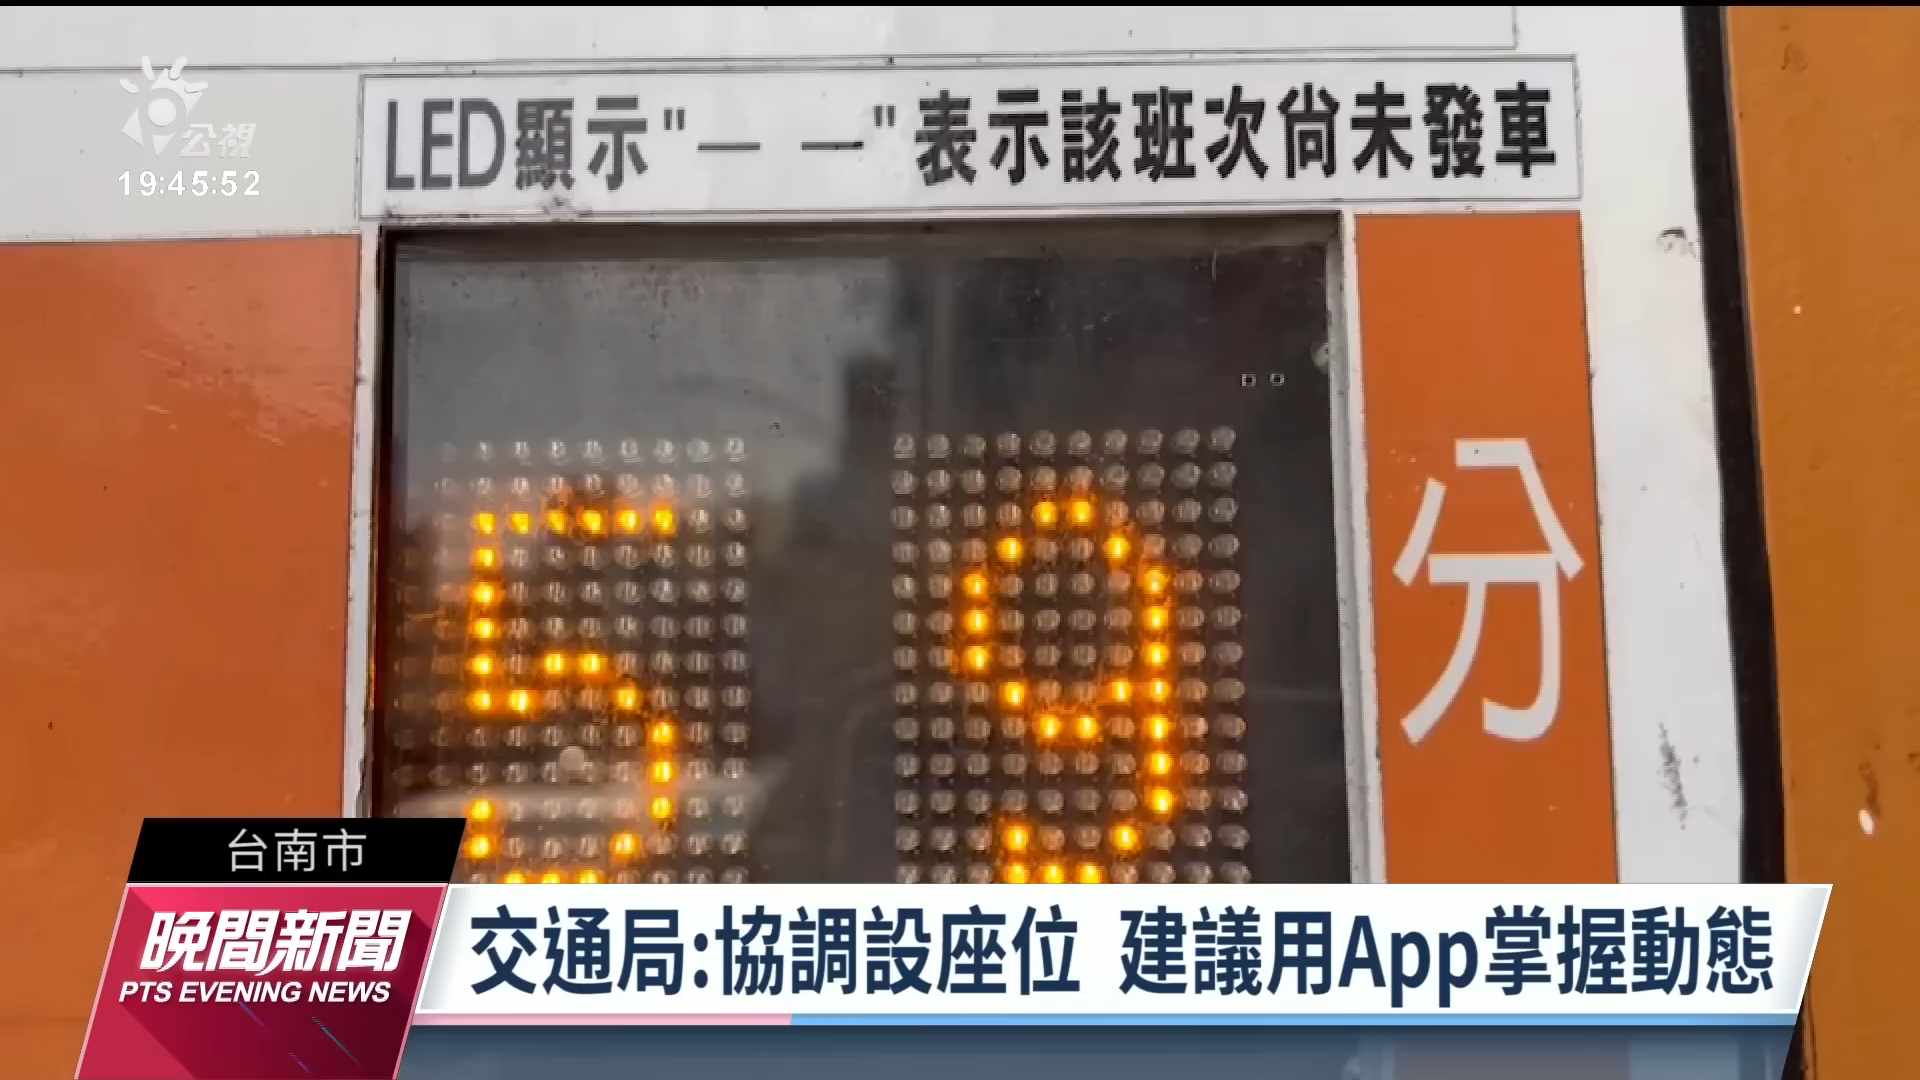 LED顯示"— —"表示該班次尚未發車
公視
19:45:52
59
分
台南市
晚間新聞
PTS EVENING NEWS
交通局:協調設座位 建議用App掌握動態